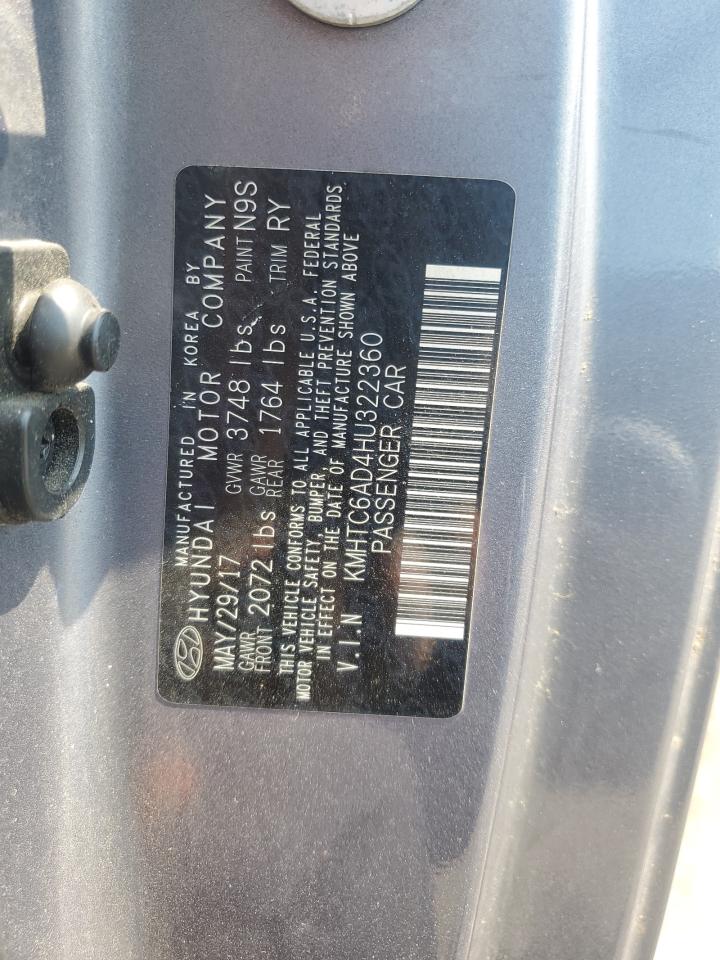 MANUFACTURED IN KOREA BY
HYUNDAI MOTOR COMPANY
MAY/29/17 GVWR 3748 lbs PAINT N9S
GAWR FRONT 2072 lbs GAWR REAR 1764 lbs TRIM RY
THIS VEHICLE CONFORMS TO ALL APPLICABLE U.S.A. FEDERAL
MOTOR VEHICLE SAFETY, BUMPER, AND THEFT PREVENTION STANDARDS
IN EFFECT ON THE DATE OF MANUFACTURE SHOWN ABOVE
V.I.N KMHTC6AD4HU322360
PASSENGER CAR